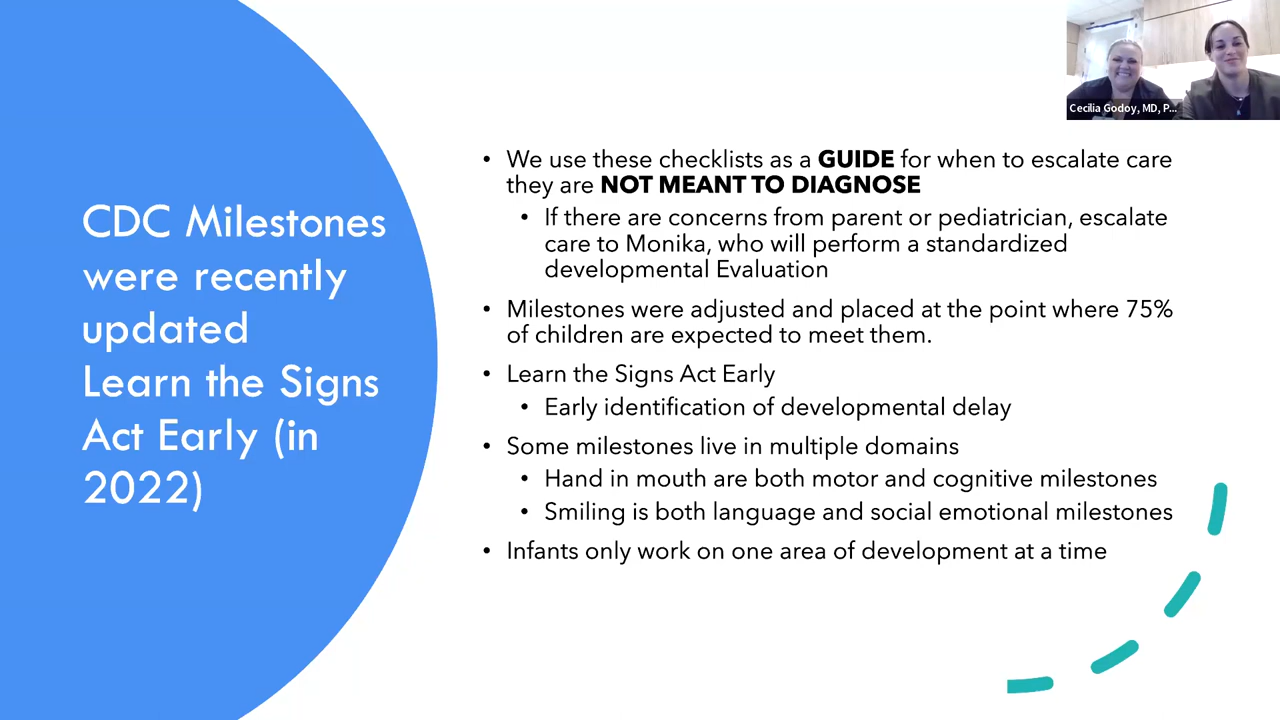 CDC Milestones
were recently
updated
Learn the Signs
Act Early (in
2022)
Cecilia Godoy, MD, P...
• We use these checklists as a GUIDE for when to escalate care
they are NOT MEANT TO DIAGNOSE
• If there are concerns from parent or pediatrician, escalate
care to Monika, who will perform a standardized
developmental Evaluation
• Milestones were adjusted and placed at the point where 75%
of children are expected to meet them.
• Learn the Signs Act Early
• Early identification of developmental delay
• Some milestones live in multiple domains
• Hand in mouth are both motor and cognitive milestones
• Smiling is both language and social emotional milestones
• Infants only work on one area of development at a time